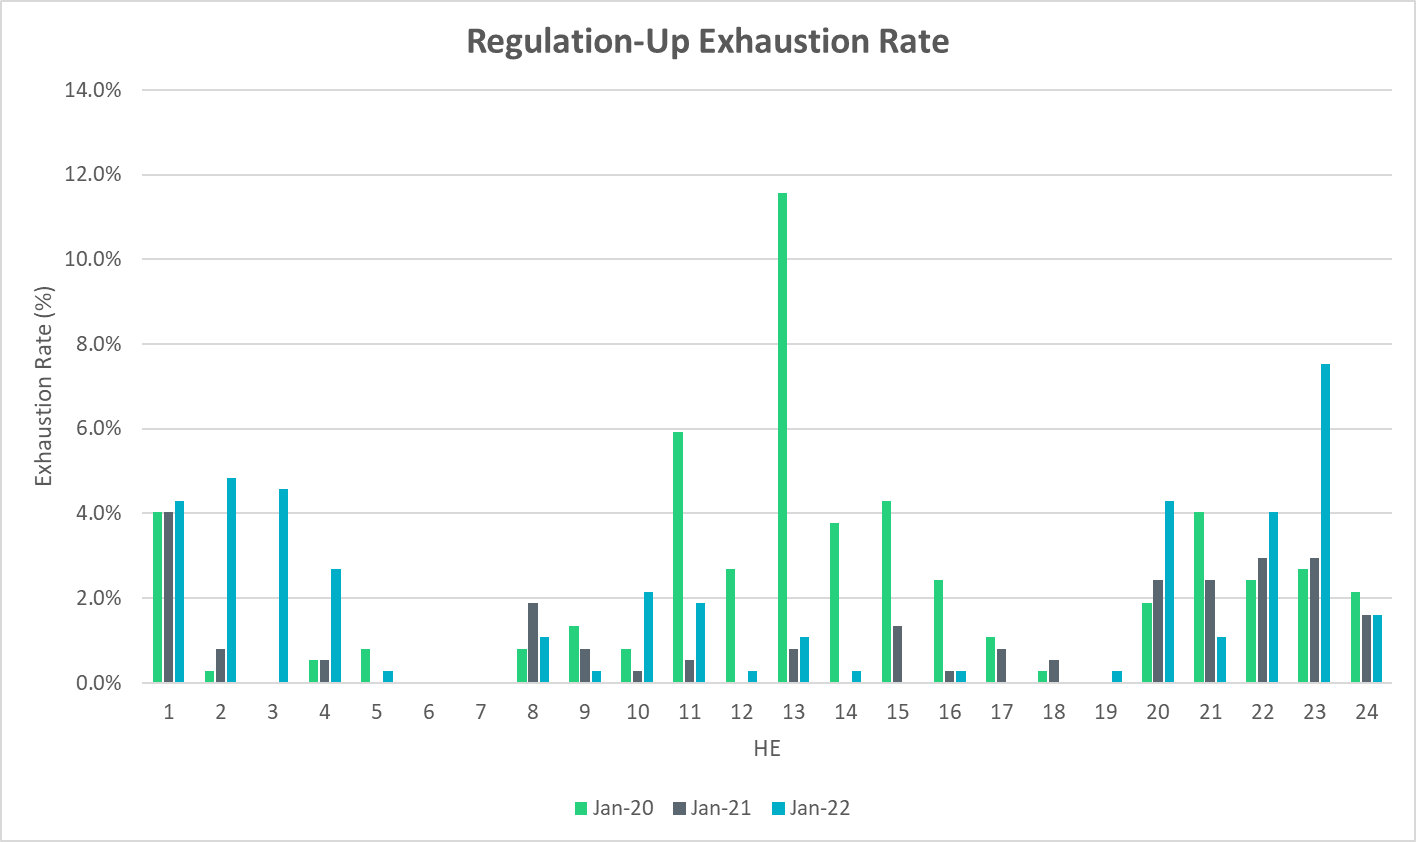 Regulation-Up Exhaustion Rate
14.0%
12.0%
10.0%
8.0%
6.0%
4.0%
2.0%
0.0%
Exhaustion Rate (%)
1 2 3 4 5 6 7 8 9 10 11 12 13 14 15 16 17 18 19 20 21 22 23 24
HE
Jan-20 Jan-21 Jan-22